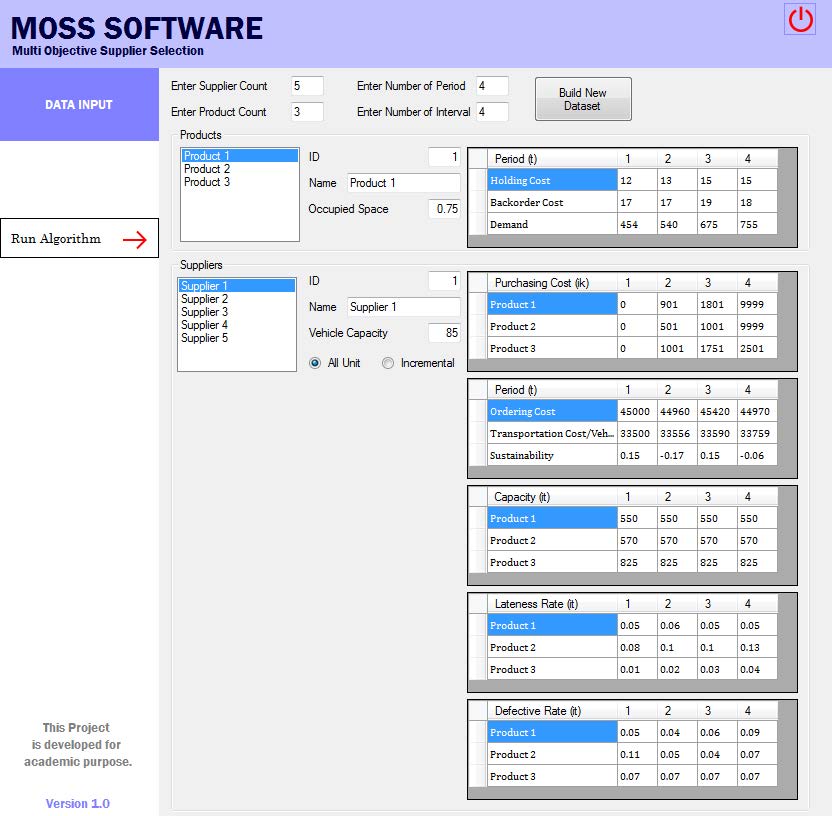 MOSS SOFTWARE
Multi Objective Supplier Selection
DATA INPUT
Run Algorithm
This Project
is developed for
academic purpose.
Version 1.0
Enter Supplier Count 5 Enter Number of Period 4
Enter Product Count 3 Enter Number of Interval 4
Build New
Dataset
Products
Product 1
Product 2
Product 3
ID 1
Name Product 1
Occupied Space 0.75
Period (t) 1 2 3 4
Holding Cost 12 13 15 15
Backorder Cost 17 17 19 18
Demand 454 540 675 755
Suppliers
Supplier 1
Supplier 2
Supplier 3
Supplier 4
Supplier 5
ID 1
Name Supplier 1
Vehicle Capacity 85
All Unit Incremental
Purchasing Cost (ik) 1 2 3 4
Product 1 0 901 1801 9999
Product 2 0 501 1001 9999
Product 3 0 1001 1751 2501
Period (t) 1 2 3 4
Ordering Cost 45000 44960 45420 44970
Transportation Cost/Veh... 33500 33556 33590 33759
Sustainability 0.15 -0.17 0.15 -0.06
Capacity (it) 1 2 3 4
Product 1 550 550 550 550
Product 2 570 570 570 570
Product 3 825 825 825 825
Lateness Rate (it) 1 2 3 4
Product 1 0.05 0.06 0.05 0.05
Product 2 0.08 0.1 0.1 0.13
Product 3 0.01 0.02 0.03 0.04
Defective Rate (it) 1 2 3 4
Product 1 0.05 0.04 0.06 0.09
Product 2 0.11 0.05 0.04 0.07
Product 3 0.07 0.07 0.07 0.07